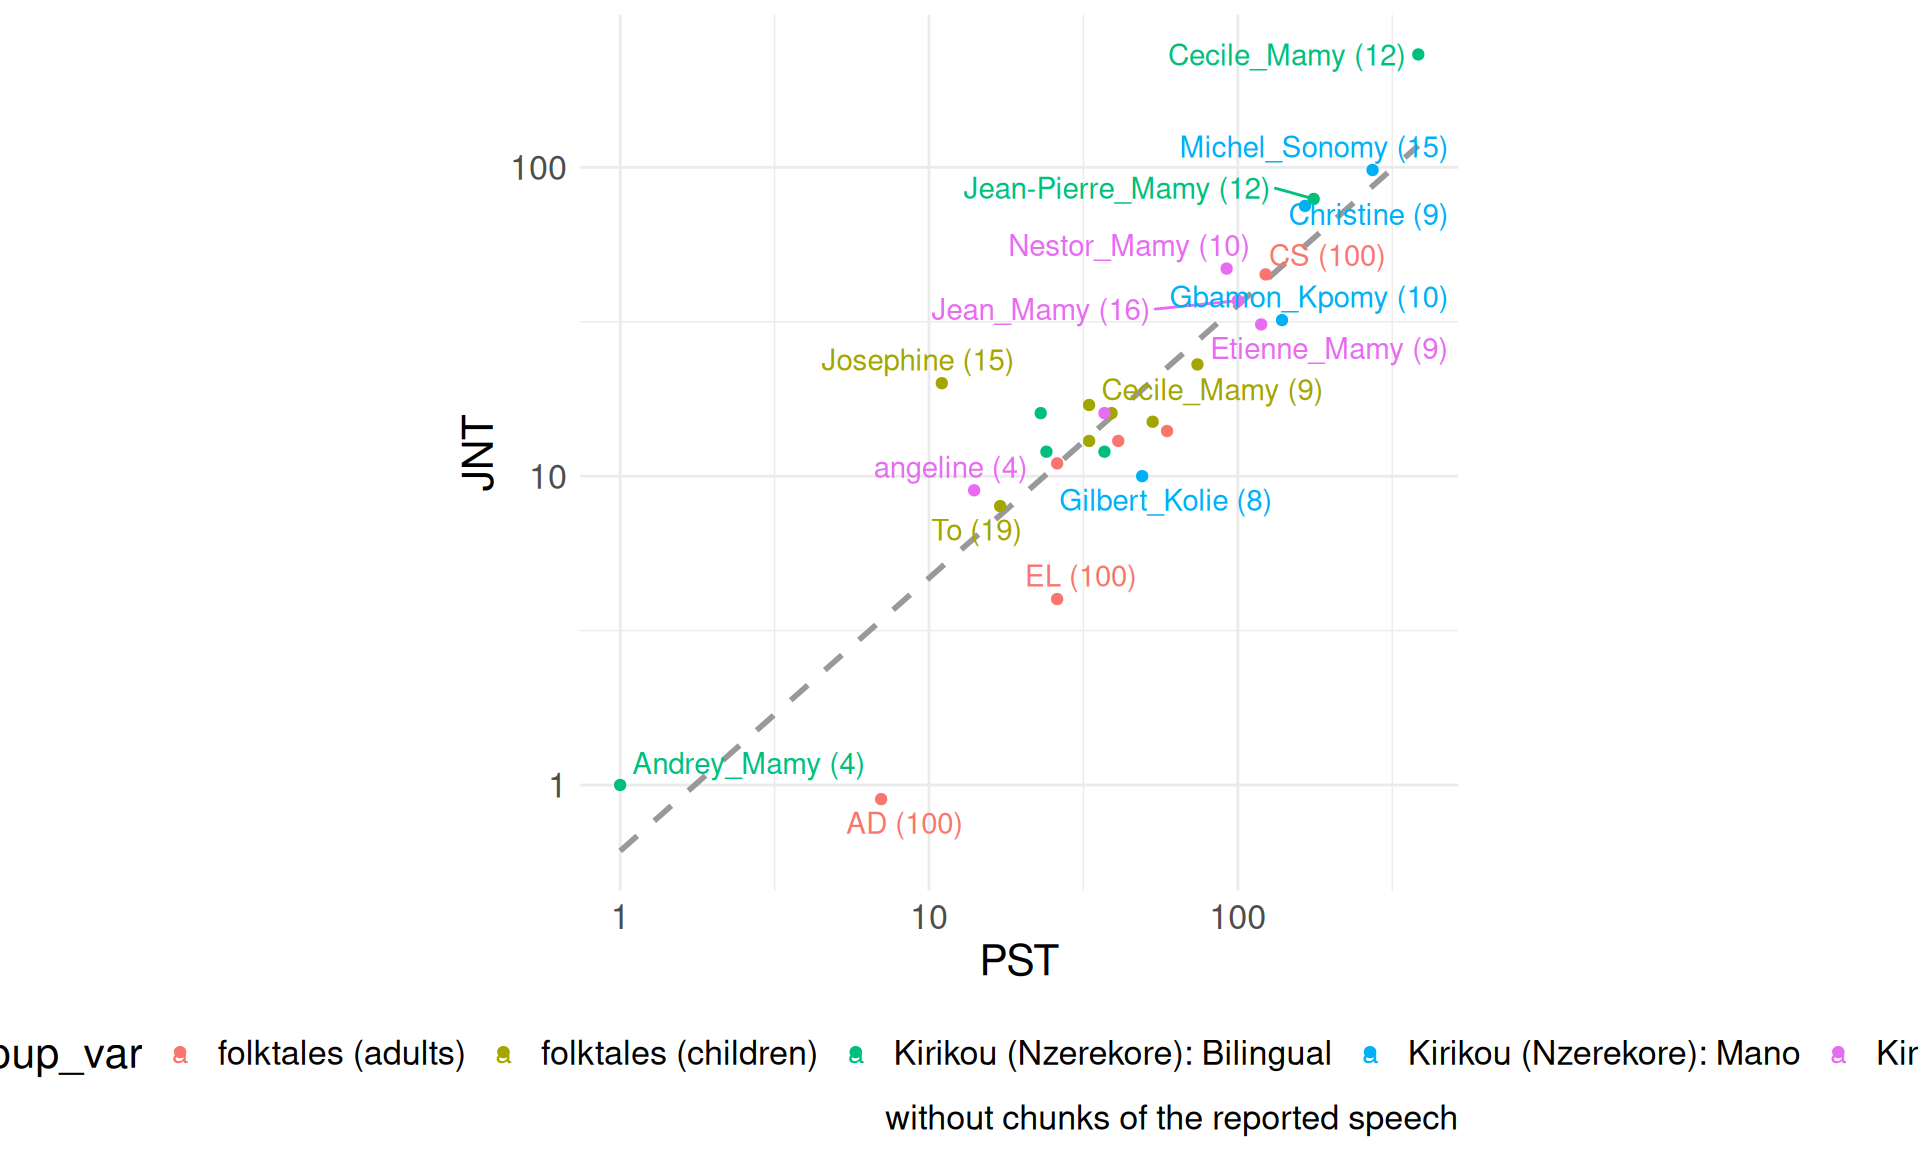 Cecile_Mamy (12)
Michel_Sonomy (15)
100
Jean-Pierre_Mamy (12)
Christine (9)
Nestor_Mamy (10)
CS (100)
Gbamon_Kpomy (10)
Jean_Mamy (16)
Etienne_Mamy (9)
Josephine (15)
Cecile_Mamy (9)
JNT
angeline (4)
10
Gilbert_Kolie (8)
To (19)
EL (100)
Andrey_Mamy (4)
1
AD (100)
1 10 100
PST
oup_var a folktales (adults) a folktales (children) a Kirikou (Nzerekore): Bilingual a Kirikou (Nzerekore): Mano a Kir
without chunks of the reported speech